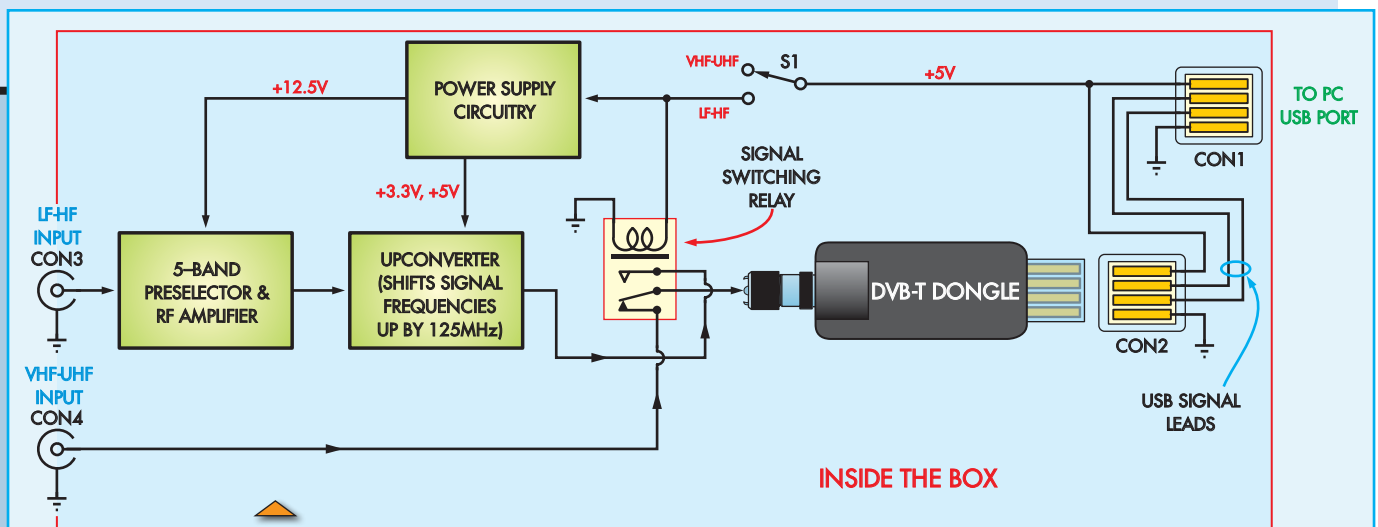 VHF-UHF
S1
+5V
LF-HF
+12.5V
POWER SUPPLY
CIRCUITRY
TO PC
USB PORT
CON1
SIGNAL
SWITCHING
RELAY
+3.3V, +5V
LF-HF
INPUT
CON3
5–BAND
PRESELECTOR &
RF AMPLIFIER
UPCONVERTER
(SHIFTS SIGNAL
FREQUENCIES
UP BY 125MHz)
DVB-T DONGLE
CON2
VHF-UHF
INPUT
CON4
USB SIGNAL
LEADS
INSIDE THE BOX